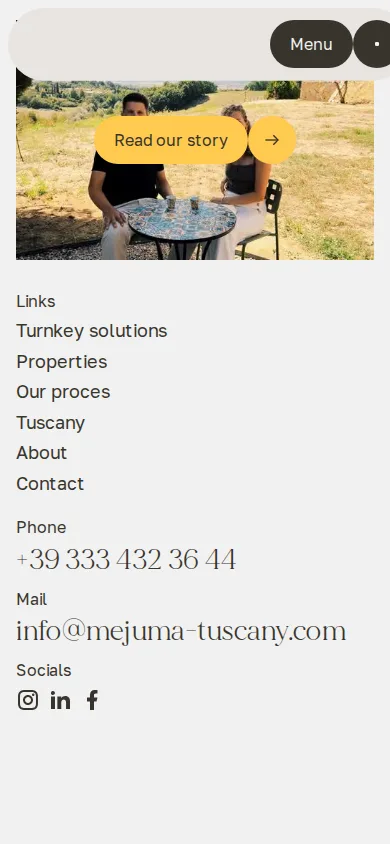 Menu
Read our story
Links
Turnkey solutions
Properties
Our proces
Tuscany
About
Contact
Phone
+39 333 432 36 44
Mail
info@mejuma-tuscany.com
Socials